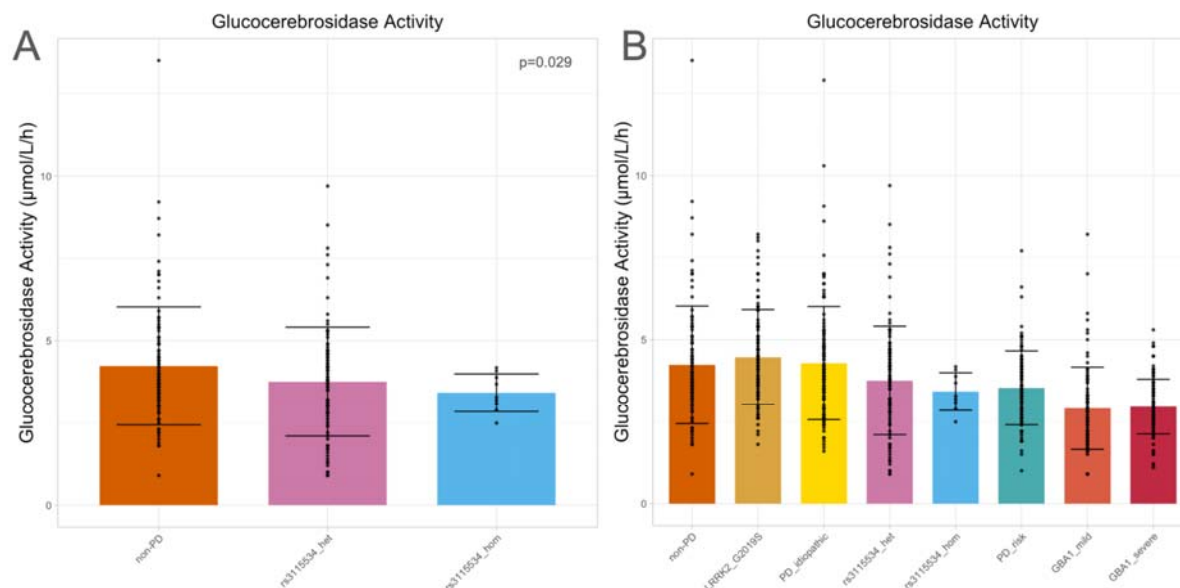 A
Glucocerebrosidase Activity
p=0.029
Glucocerebrosidase Activity (μmol/L/h)
10
5
0
non-PD
rs3115534_het
rs3115534_hom
B
Glucocerebrosidase Activity
Glucocerebrosidase Activity (μmol/L/h)
10
5
0
non-PD
LRRK2_G2019S
PD_idiopathic
rs3115534_het
rs3115534_hom
PD_risk
GBA1_mild
GBA1_severe